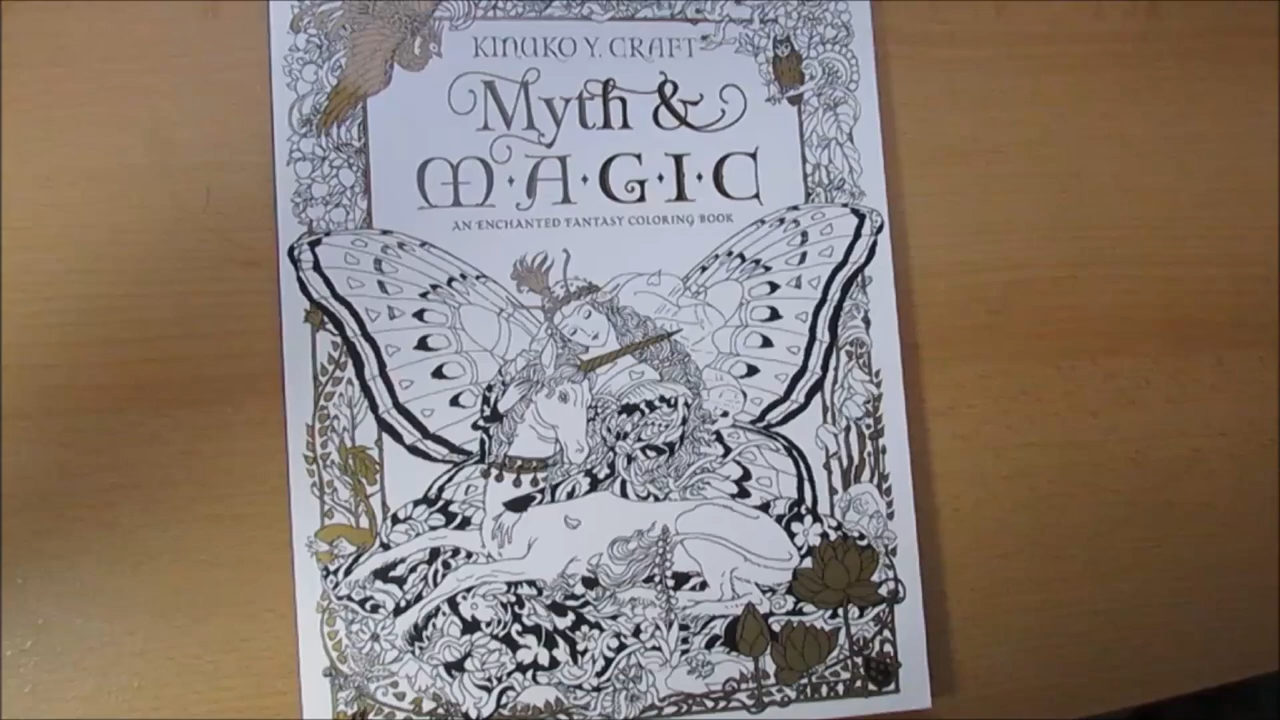 KINUKO Y. CRAFT
Myth &
M·A·G·I·C
AN ENCHANTED FANTASY COLORING BOOK